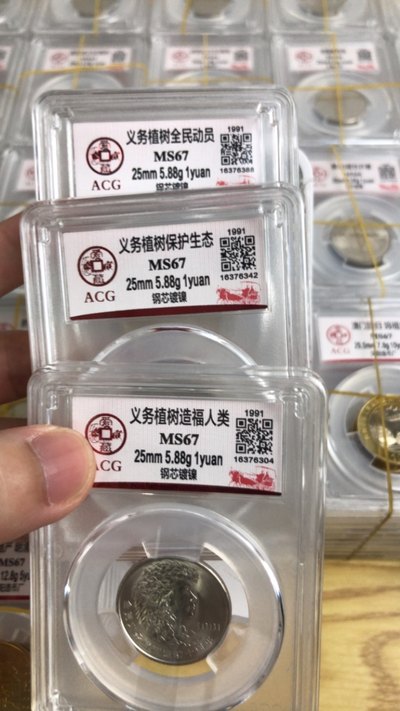 义务植树全民动员
1991
MS67
25mm 5.88g 1yuan
16376388
钢芯镀镍
ACG
义务植树保护生态
1991
MS67
25mm 5.88g 1yuan
16376342
钢芯镀镍
ACG
义务植树造福人类
1991
MS67
25mm 5.88g 1yuan
16376304
钢芯镀镍
ACG
ACG
MS67